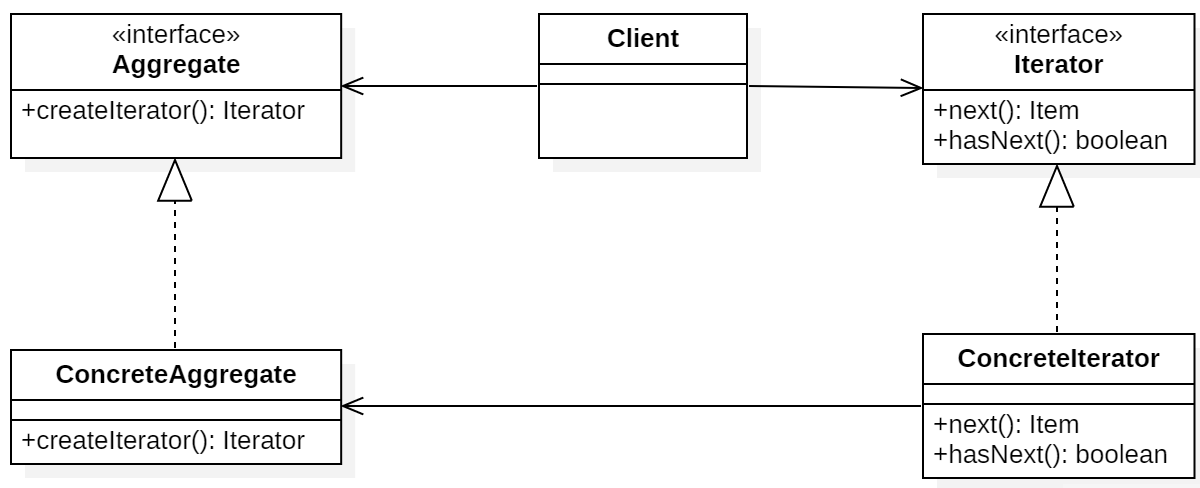 «interface»
Aggregate
+createIterator(): Iterator
Client
«interface»
Iterator
+next(): Item
+hasNext(): boolean
ConcreteAggregate
+createIterator(): Iterator
ConcreteIterator
+next(): Item
+hasNext(): boolean